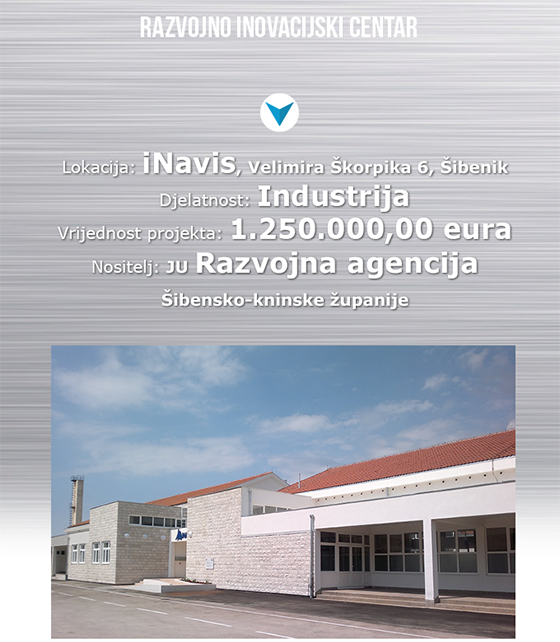 RAZVOJNO INOVACIJSKI CENTAR
Lokacija: iNavis, Velimira Škorpika 6, Šibenik
Djelatnost: Industrija
Vrijednost projekta: 1.250.000,00 eura
Nositelj: JU Razvojna agencija
Šibensko-kninske županije